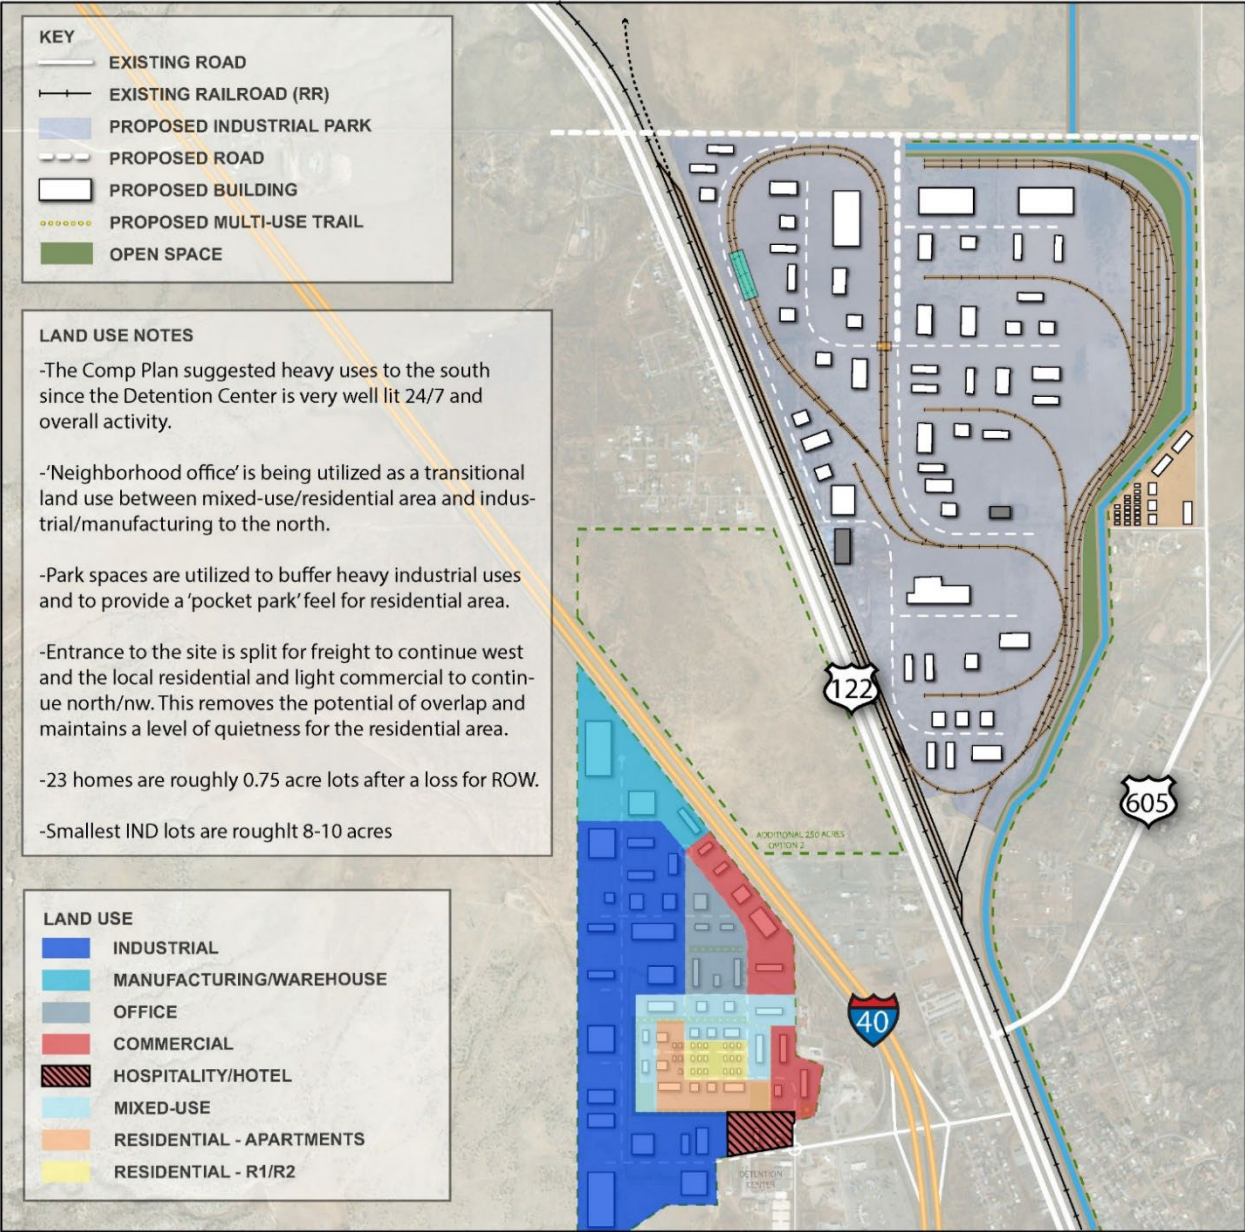 KEY
EXISTING ROAD
EXISTING RAILROAD (RR)
PROPOSED INDUSTRIAL PARK
PROPOSED ROAD
PROPOSED BUILDING
PROPOSED MULTI-USE TRAIL
OPEN SPACE
LAND USE NOTES
-The Comp Plan suggested heavy uses to the south
since the Detention Center is very well lit 24/7 and
overall activity.
-‘Neighborhood office’ is being utilized as a transitional
land use between mixed-use/residential area and indus-
trial/manufacturing to the north.
-Park spaces are utilized to buffer heavy industrial uses
and to provide a ‘pocket park’ feel for residential area.
-Entrance to the site is split for freight to continue west
and the local residential and light commercial to contin-
ue north/nw. This removes the potential of overlap and
maintains a level of quietness for the residential area.
-23 homes are roughly 0.75 acre lots after a loss for ROW.
-Smallest IND lots are roughlt 8-10 acres
LAND USE
INDUSTRIAL
MANUFACTURING/WAREHOUSE
OFFICE
COMMERCIAL
HOSPITALITY/HOTEL
MIXED-USE
RESIDENTIAL - APARTMENTS
RESIDENTIAL - R1/R2
122
605
ADDITIONAL 250 ACRES
OPTION 2
40
DETENTION
CENTER